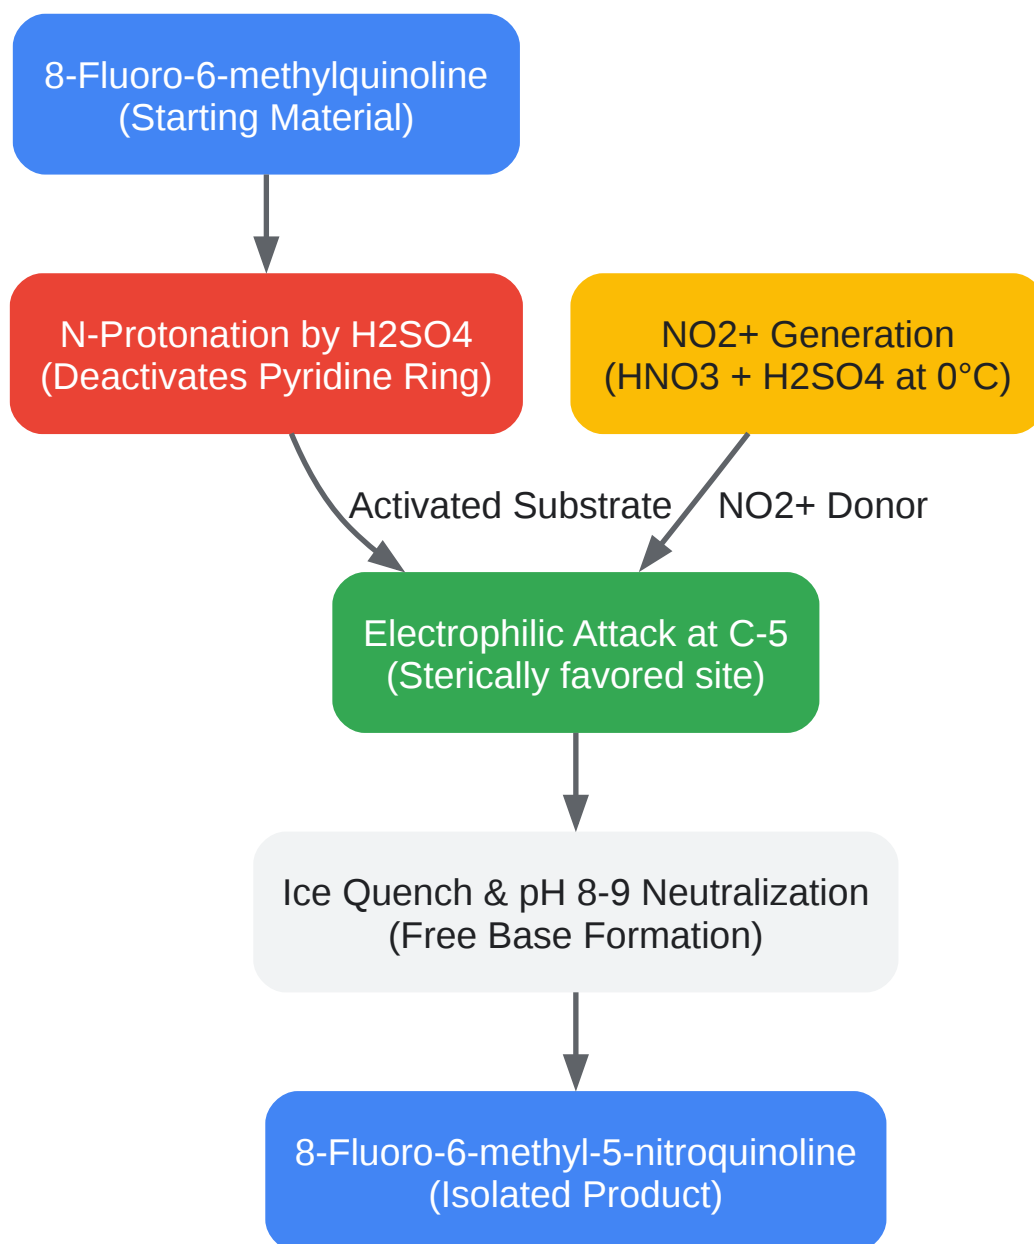 8-Fluoro-6-methylquinoline
(Starting Material)
N-Protonation by H2SO4
(Deactivates Pyridine Ring)
NO2+ Generation
(HNO3 + H2SO4 at 0°C)
Activated Substrate
NO2+ Donor
Electrophilic Attack at C-5
(Sterically favored site)
Ice Quench & pH 8-9 Neutralization
(Free Base Formation)
8-Fluoro-6-methyl-5-nitroquinoline
(Isolated Product)